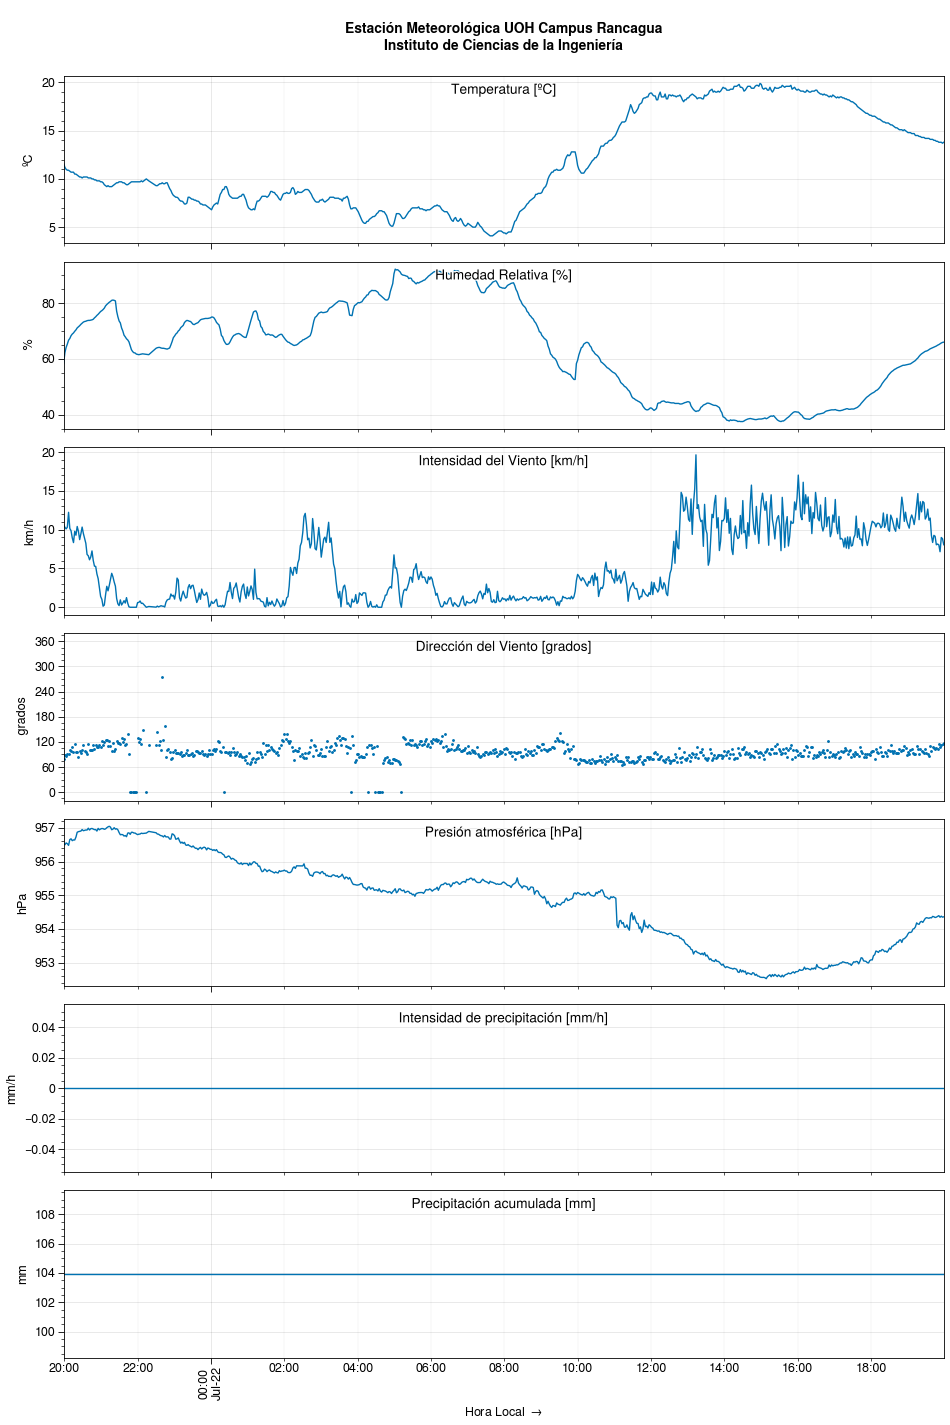 Estación Meteorológica UOH Campus Rancagua
Instituto de Ciencias de la Ingeniería
Temperatura [ºC]
ºC
20
15
10
5
Humedad Relativa [%]
%
80
60
40
Intensidad del Viento [km/h]
km/h
20
15
10
5
0
Dirección del Viento [grados]
grados
360
300
240
180
120
60
0
Presión atmosférica [hPa]
hPa
957
956
955
954
953
Intensidad de precipitación [mm/h]
mm/h
0.04
0.02
0
−0.02
−0.04
Precipitación acumulada [mm]
mm
108
106
104
102
100
20:00 22:00 00:00 02:00 04:00 06:00 08:00 10:00 12:00 14:00 16:00 18:00
Jul-22
Hora Local →